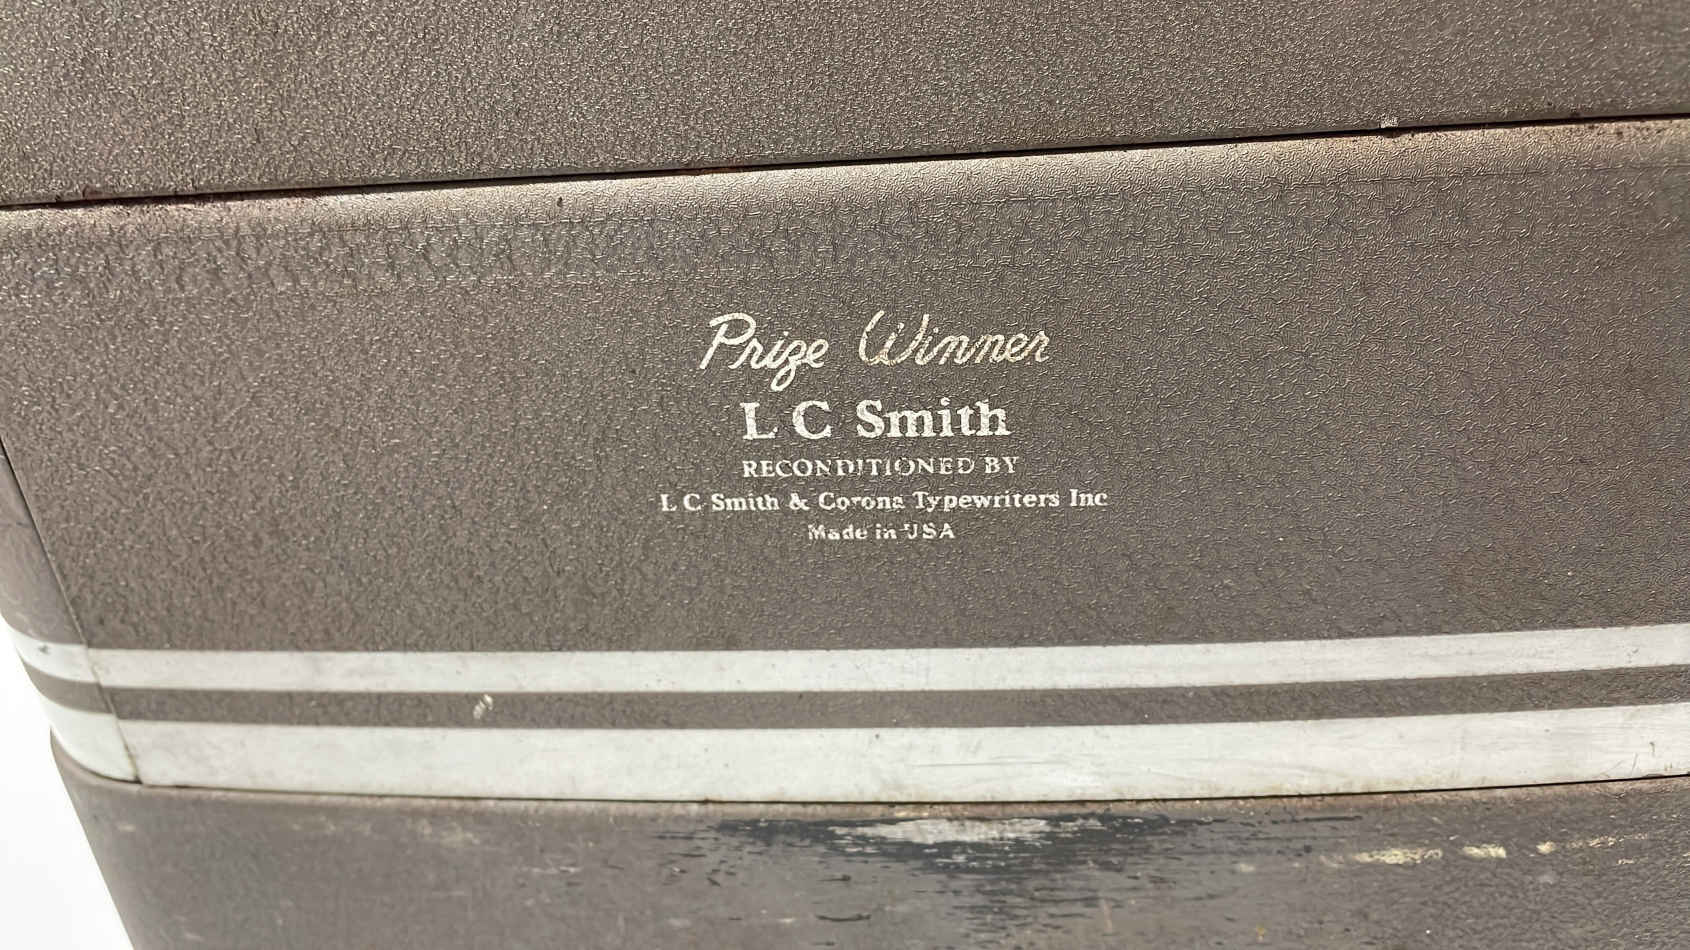 Prize Winner
L C Smith
RECONDITIONED BY
L C Smith & Corona Typewriters Inc
Made in USA